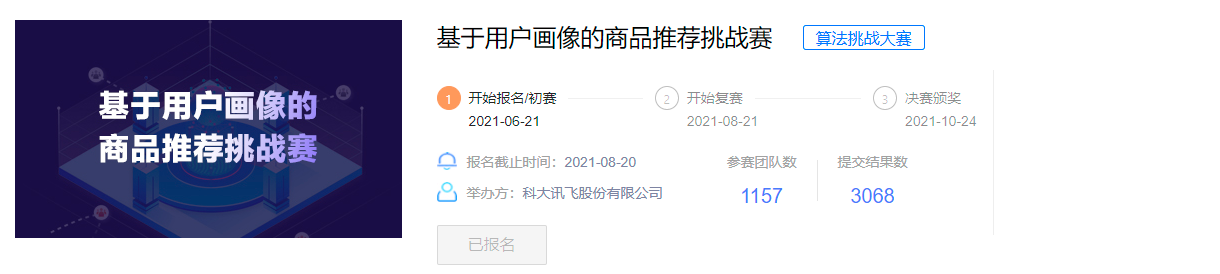 基于用户画像的
商品推荐挑战赛
基于用户画像的商品推荐挑战赛 算法挑战大赛
1 开始报名/初赛 2 开始复赛 3 决赛颁奖
2021-06-21 2021-08-21 2021-10-24
报名截止时间：2021-08-20 参赛团队数 提交结果数
举办方：科大讯飞股份有限公司 1157 3068
已报名